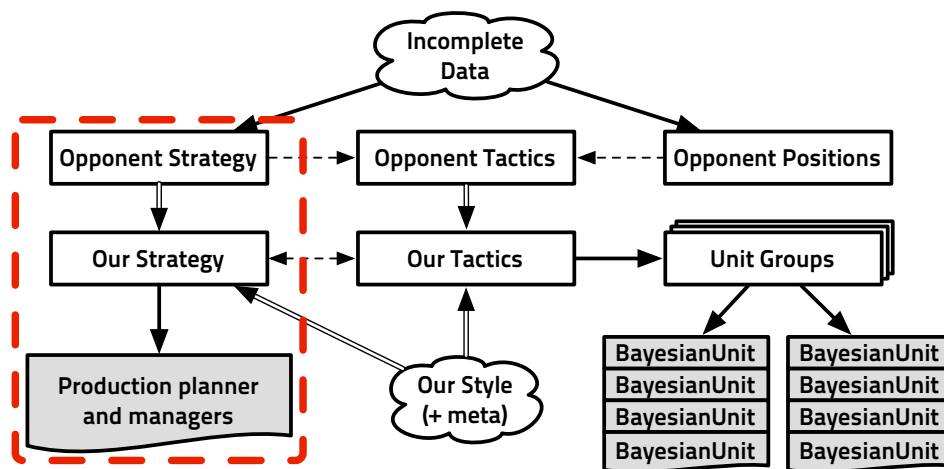 Incomplete
Data
Opponent Strategy
Opponent Tactics
Opponent Positions
Our Strategy
Our Tactics
Unit Groups
Production planner
and managers
Our Style
(+ meta)
BayesianUnit
BayesianUnit
BayesianUnit
BayesianUnit
BayesianUnit
BayesianUnit
BayesianUnit
BayesianUnit